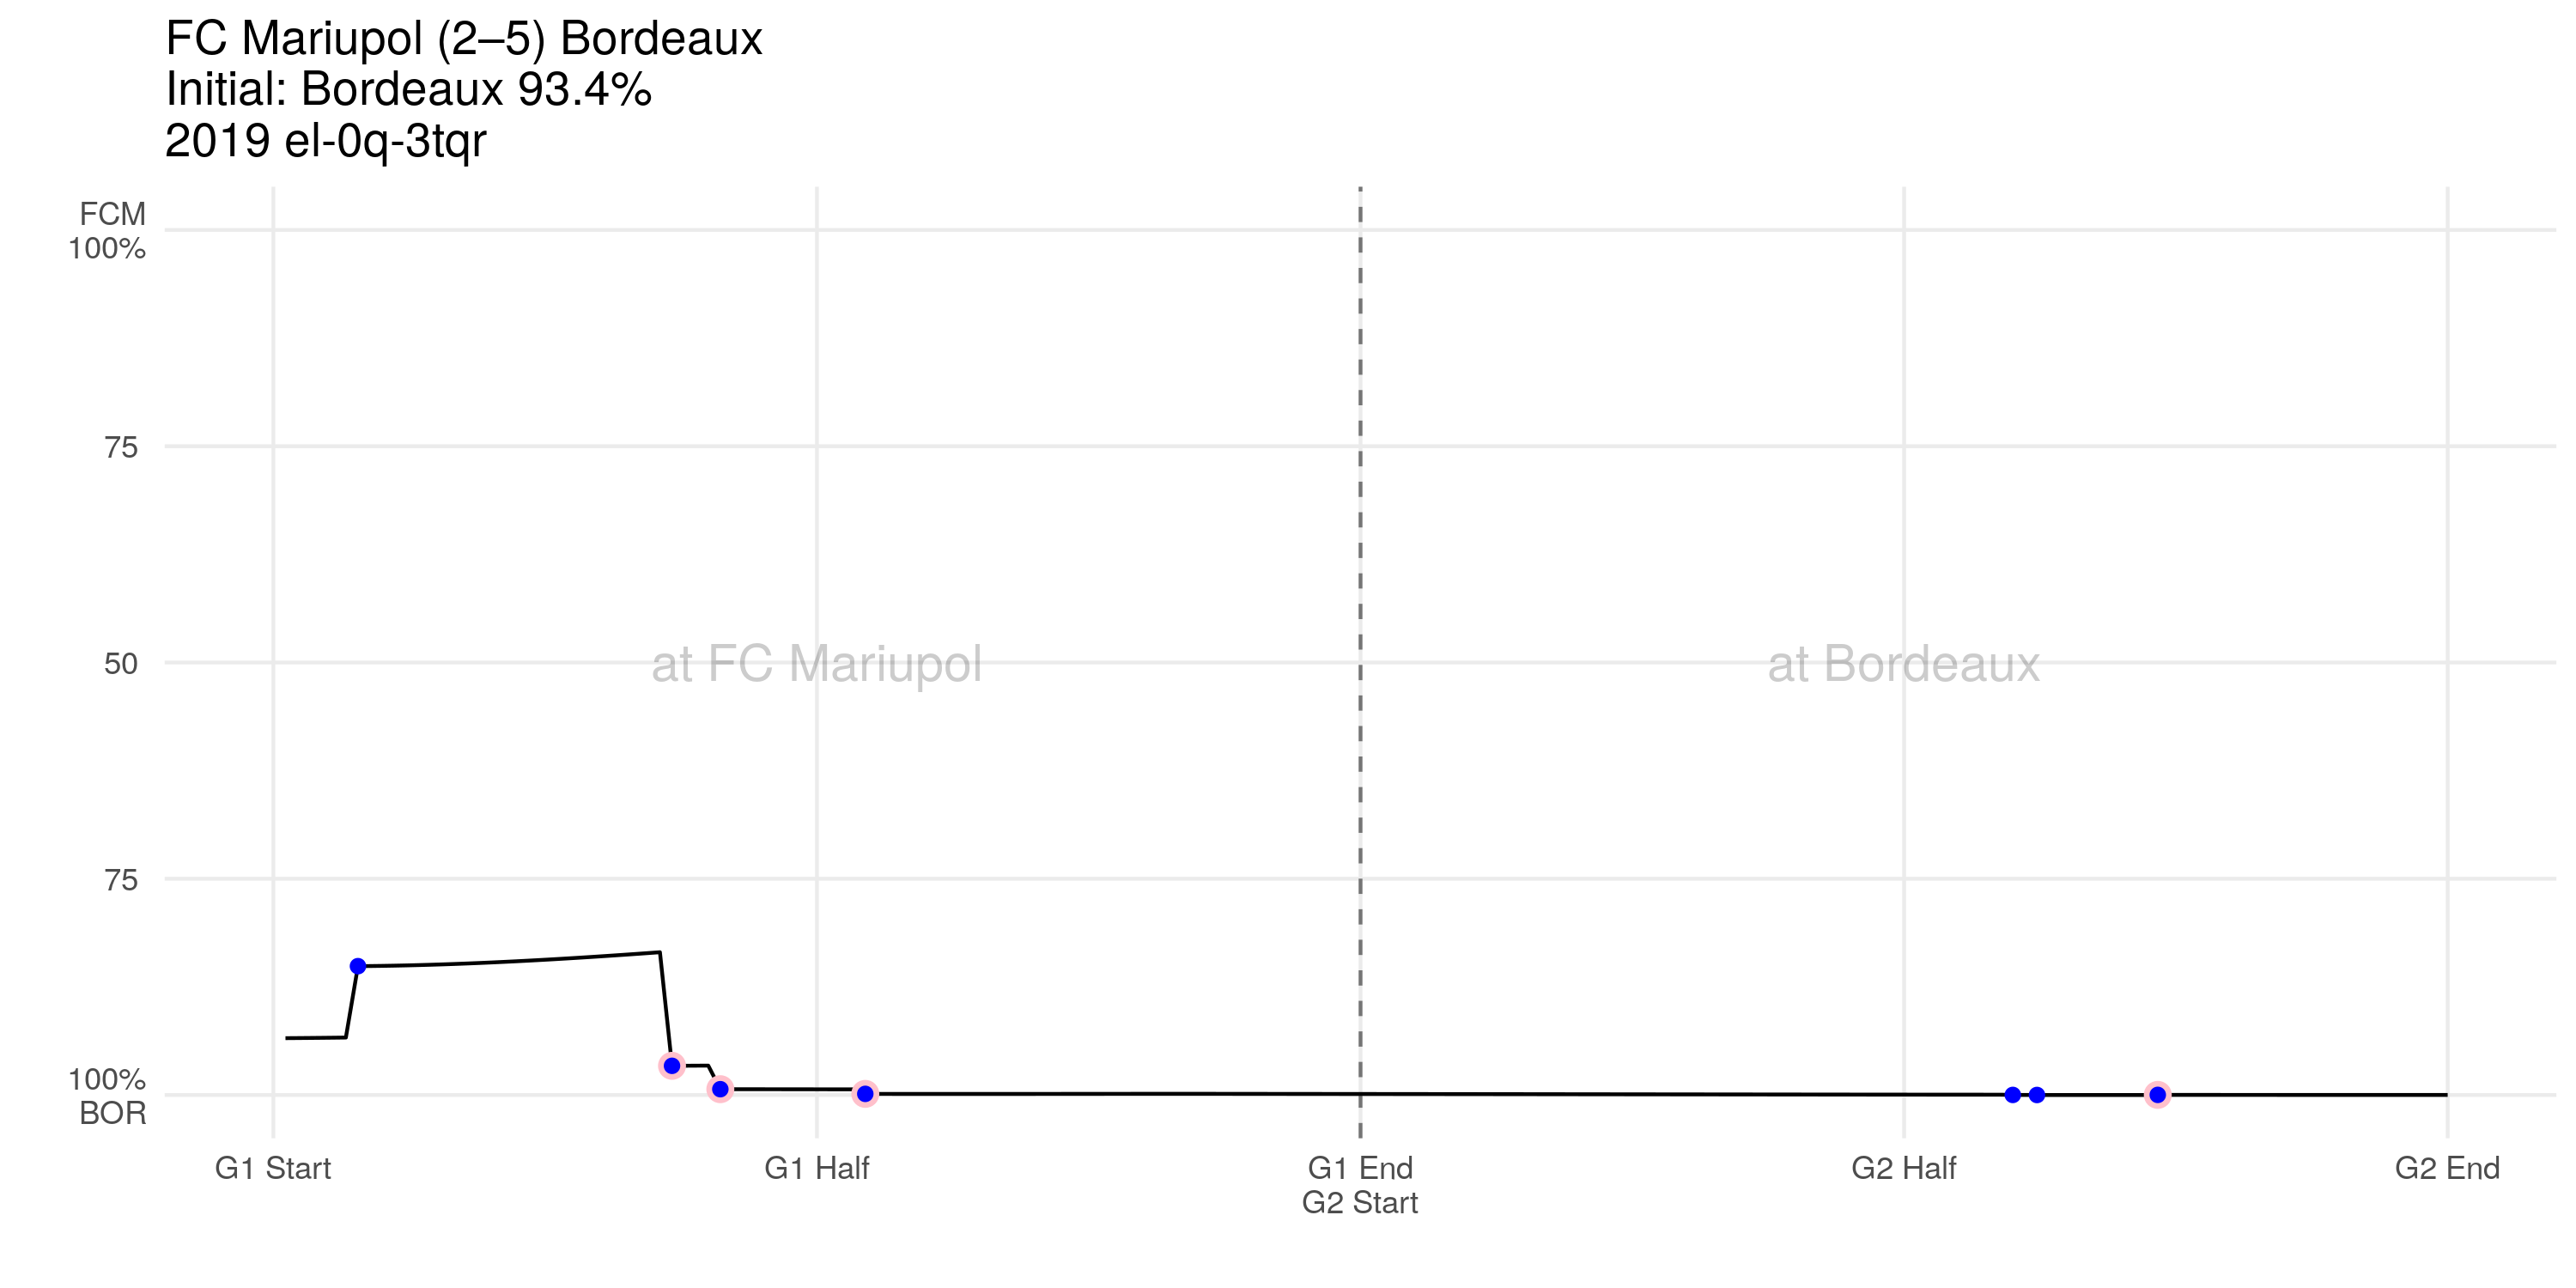 FC Mariupol (2–5) Bordeaux
Initial: Bordeaux 93.4%
2019 el-0q-3tqr
FCM
100%
75
50
75
100%
BOR
at FC Mariupol
at Bordeaux
G1 Start
G1 Half
G1 End
G2 Start
G2 Half
G2 End